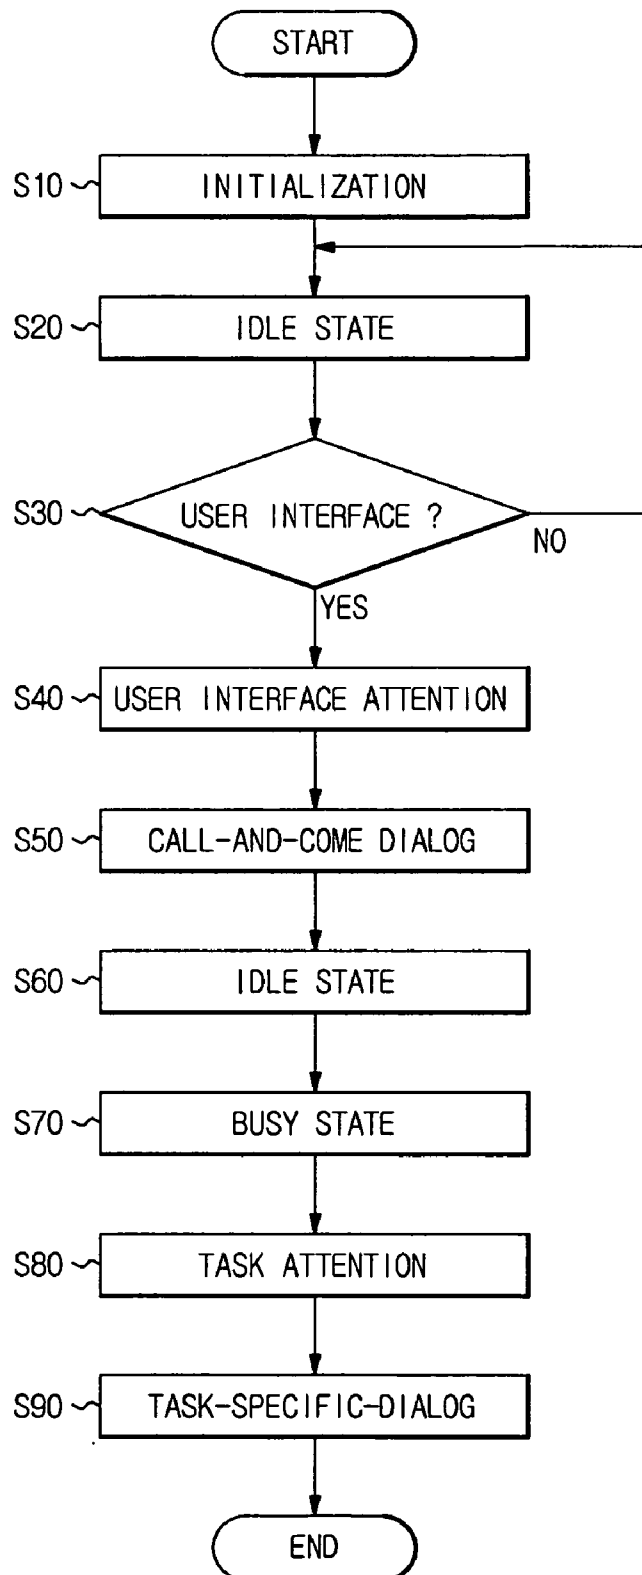 START
S10 INITIALIZATION
S20 IDLE STATE
S30 USER INTERFACE ?
NO
YES
S40 USER INTERFACE ATTENTION
S50 CALL-AND-COME DIALOG
S60 IDLE STATE
S70 BUSY STATE
S80 TASK ATTENTION
S90 TASK-SPECIFIC-DIALOG
END